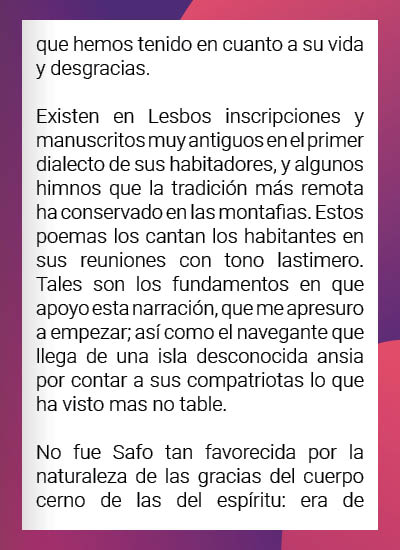 que hemos tenido en cuanto a su vida
y desgracias.
Existen en Lesbos inscripciones y
manuscritos muy antiguos en el primer
dialecto de sus habitadores, y algunos
himnos que la tradición más remota
ha conservado en las montafias. Estos
poemas los cantan los habitantes en
sus reuniones con tono lastimero.
Tales son los fundamentos en que
apoyo esta narración, que me apresuro
a empezar; así como el navegante que
llega de una isla desconocida ansia
por contar a sus compatriotas lo que
ha visto mas no table.
No fue Safo tan favorecida por la
naturaleza de las gracias del cuerpo
cerno de las del espíritu: era de